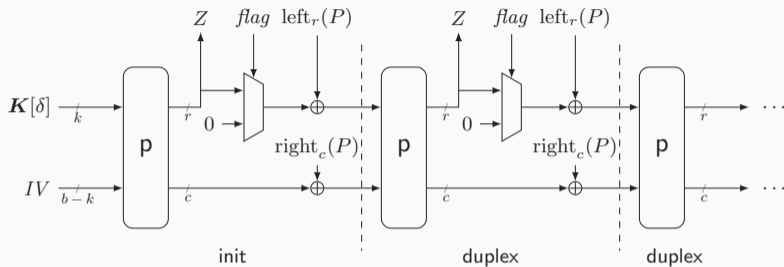 Z flag left_r(P) Z flag left_r(P)
K[δ] k r r r ···
0 0
p right_c(P) p right_c(P) p
IV b − k c c c ···
init duplex duplex